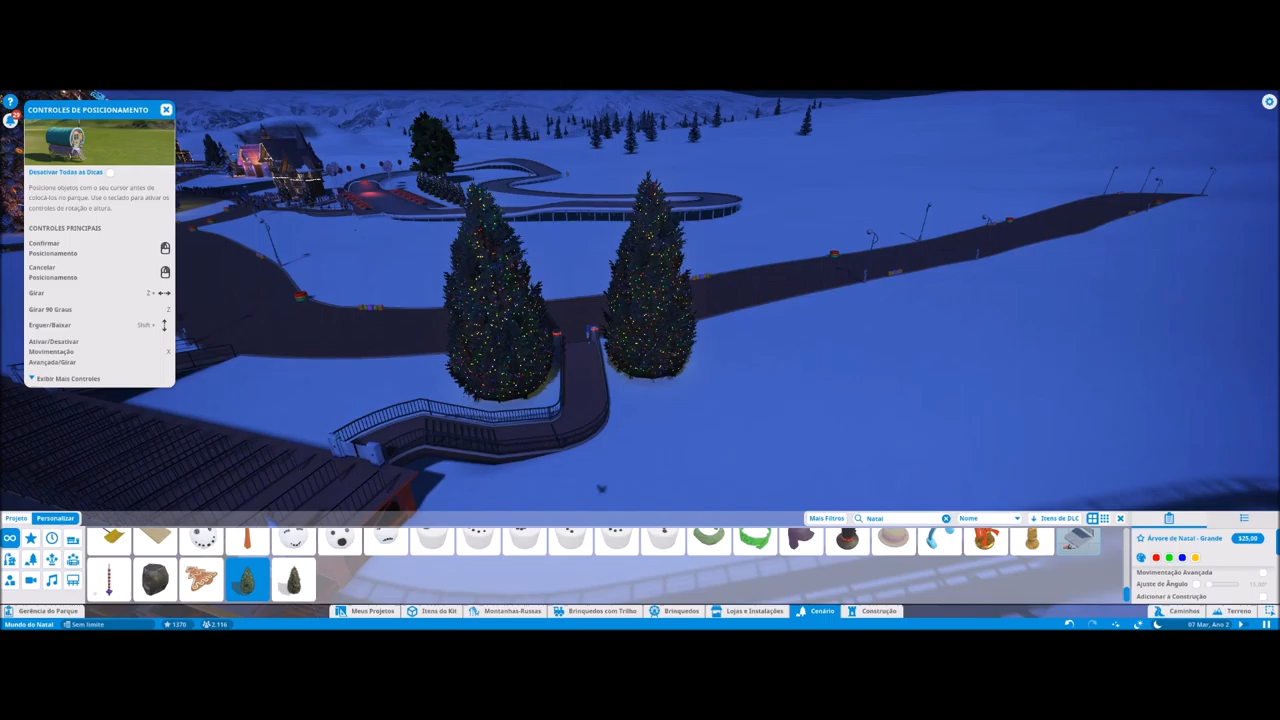 ?
29
CONTROLES DE POSICIONAMENTO
Desativar Todas as Dicas
Posicione objetos com o seu cursor antes de
colocá-los no parque. Use o teclado para ativar os
controles de rotação e altura.
CONTROLES PRINCIPAIS
Confirmar
Posicionamento
Cancelar
Posicionamento
Girar Z +
Girar 90 Graus Z
Erguer/Baixar Shift +
Ativar/Desativar
Movimentação X
Avançada/Girar
Exibir Mais Controles
Projeto Personalizar Mais Filtros Natal Nome Itens de DLC
Árvore de Natal - Grande $25,00
Movimentação Avançada
Ajuste de Ângulo 15,00°
Adicionar a Construção
Gerência do Parque Meus Projetos Itens do Kit Montanhas-Russas Brinquedos com Trilho Brinquedos Lojas e Instalações Cenário Construção Caminhos Terreno
Mundo do Natal Sem limite 1370 2.116 07 Mar, Ano 2